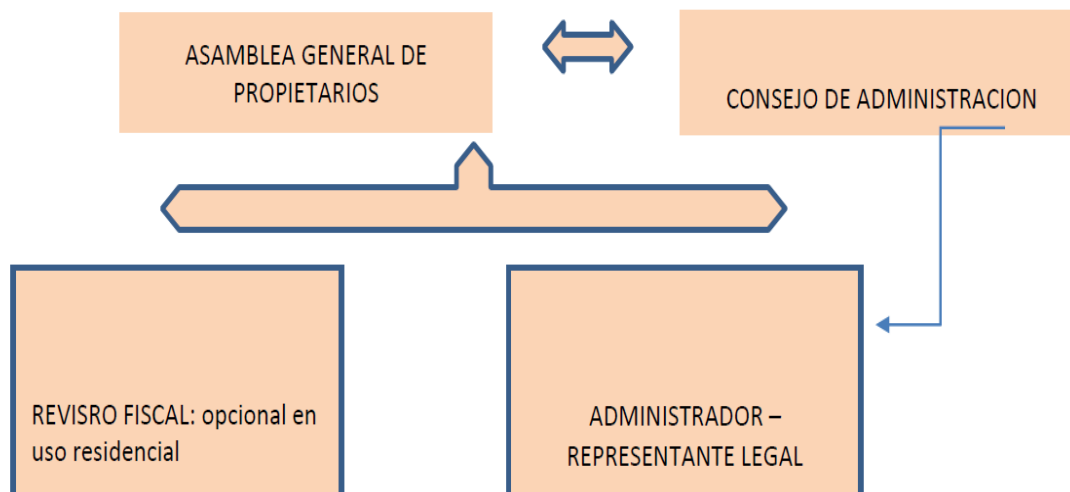 ASAMBLEA GENERAL DE
PROPIETARIOS
CONSEJO DE ADMINISTRACION
REVISRO FISCAL: opcional en
uso residencial
ADMINISTRADOR –
REPRESENTANTE LEGAL